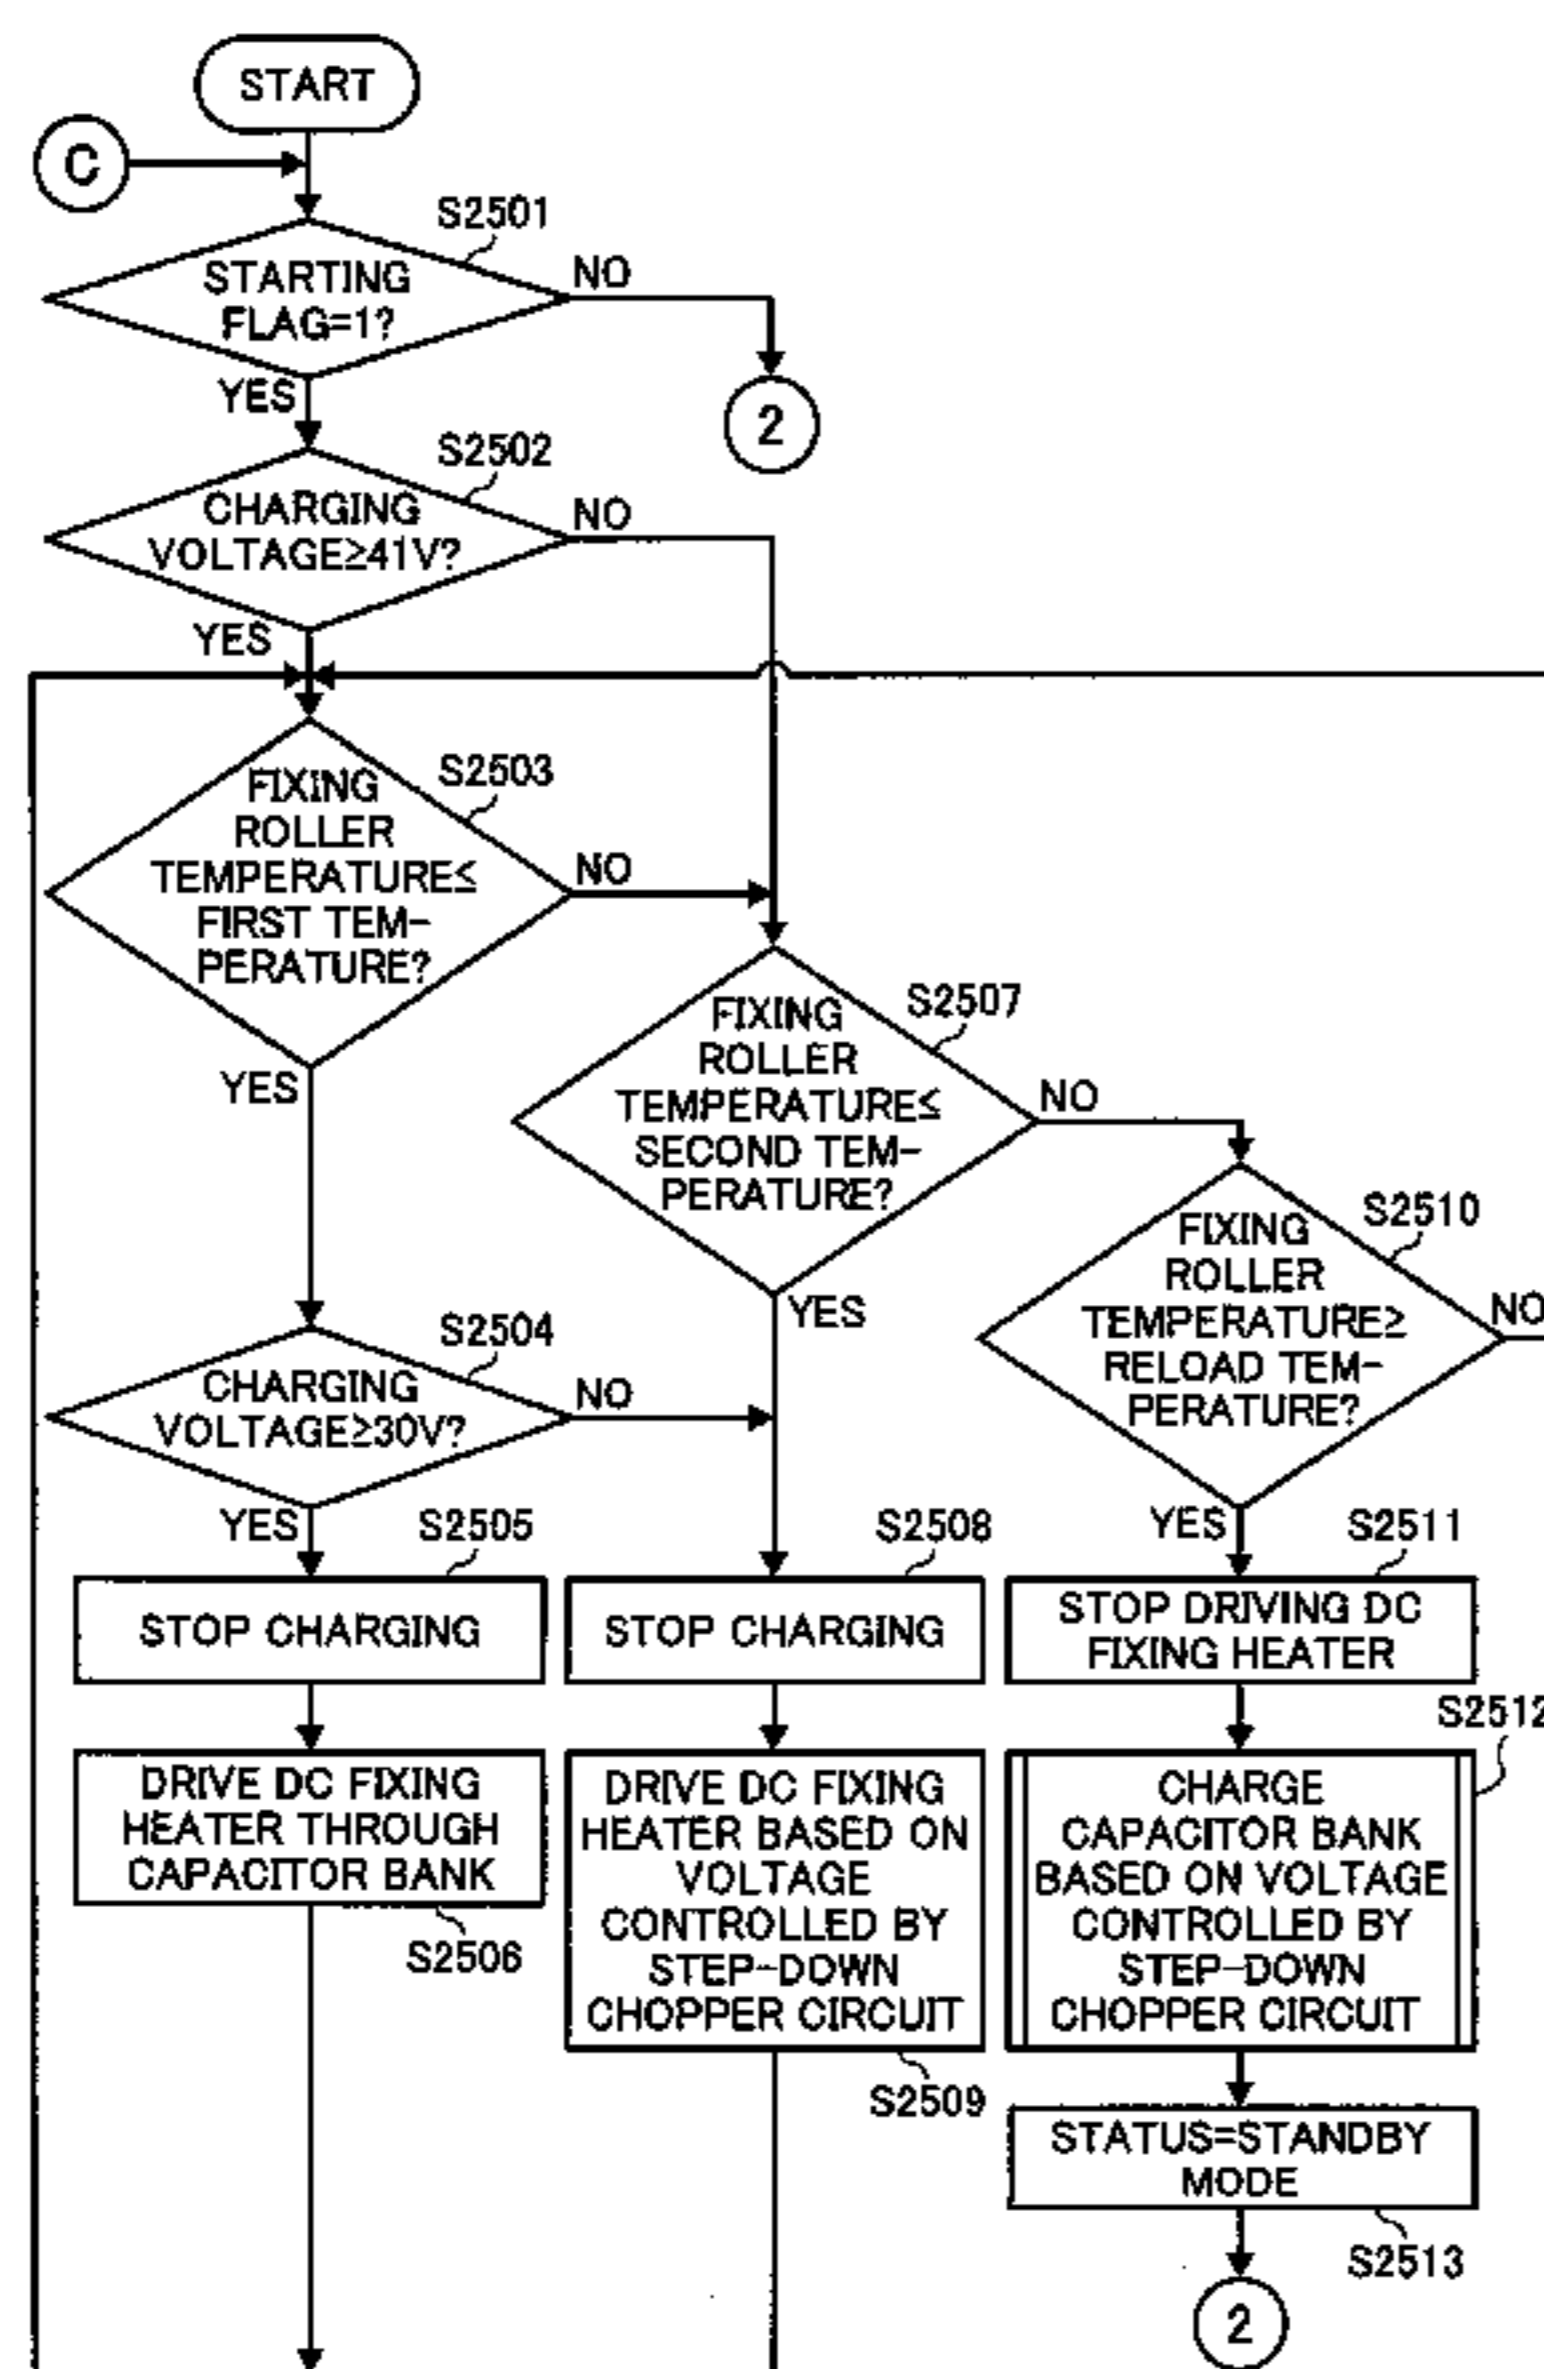 START
C
S2501
STARTING
FLAG=1?
NO
YES
2
S2502
CHARGING
VOLTAGE≥41V?
NO
YES
S2503
FIXING
ROLLER
TEMPERATURE≤
FIRST TEM-
PERATURE?
NO
YES
S2507
FIXING
ROLLER
TEMPERATURE≤
SECOND TEM-
PERATURE?
NO
YES
S2510
FIXING
ROLLER
TEMPERATURE≥
RELOAD TEM-
PERATURE?
NO
YES
S2504
CHARGING
VOLTAGE≥30V?
NO
YES
S2505
STOP CHARGING
S2508
STOP CHARGING
S2511
STOP DRIVING DC
FIXING HEATER
DRIVE DC FIXING
HEATER THROUGH
CAPACITOR BANK
S2506
DRIVE DC FIXING
HEATER BASED ON
VOLTAGE
CONTROLLED BY
STEP-DOWN
CHOPPER CIRCUIT
S2509
S2512
CHARGE
CAPACITOR BANK
BASED ON VOLTAGE
CONTROLLED BY
STEP-DOWN
CHOPPER CIRCUIT
STATUS=STANDBY
MODE
S2513
2